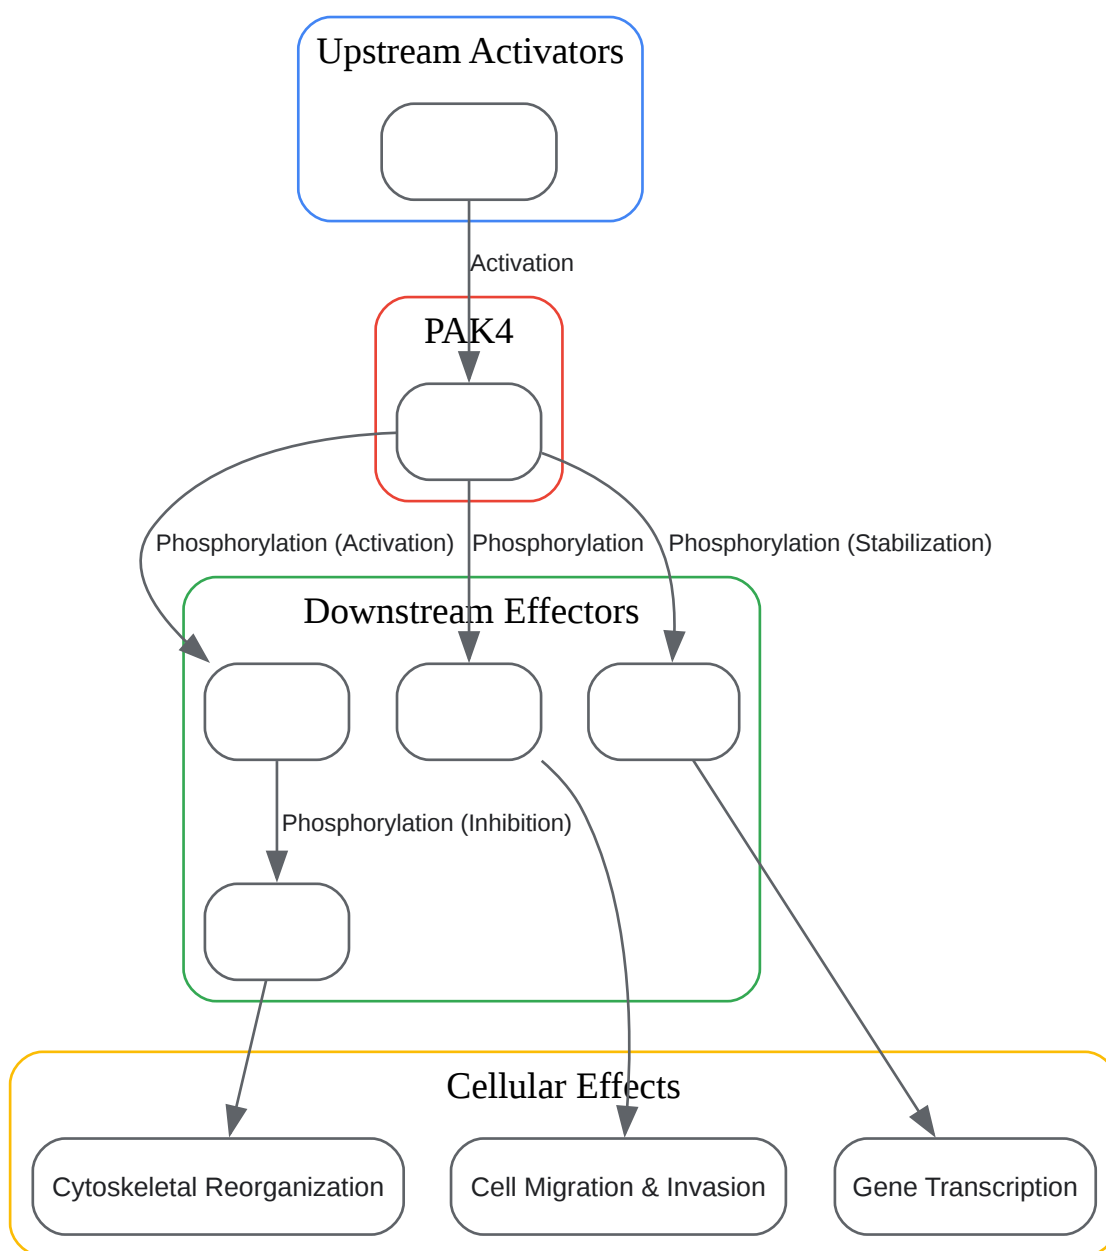 Upstream Activators
Activation
PAK4
Phosphorylation (Activation)
Phosphorylation
Phosphorylation (Stabilization)
Downstream Effectors
Phosphorylation (Inhibition)
Cellular Effects
Cytoskeletal Reorganization
Cell Migration & Invasion
Gene Transcription